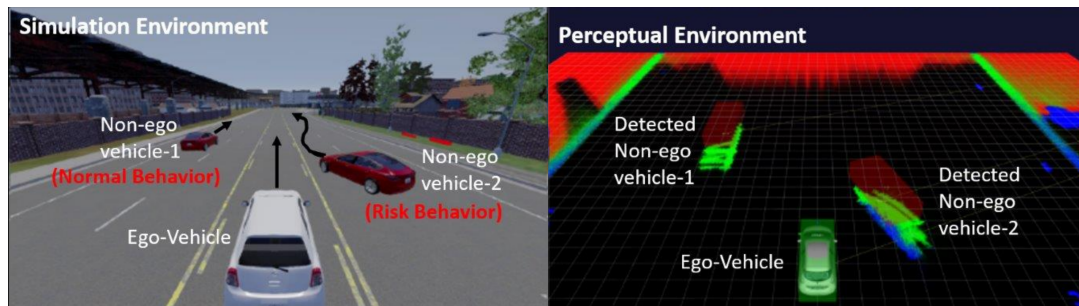 Simulation Environment
Non-ego
vehicle-1
(Normal Behavior)
Non-ego
vehicle-2
(Risk Behavior)
Ego-Vehicle
Perceptual Environment
Detected
Non-ego
vehicle-1
Detected
Non-ego
vehicle-2
Ego-Vehicle